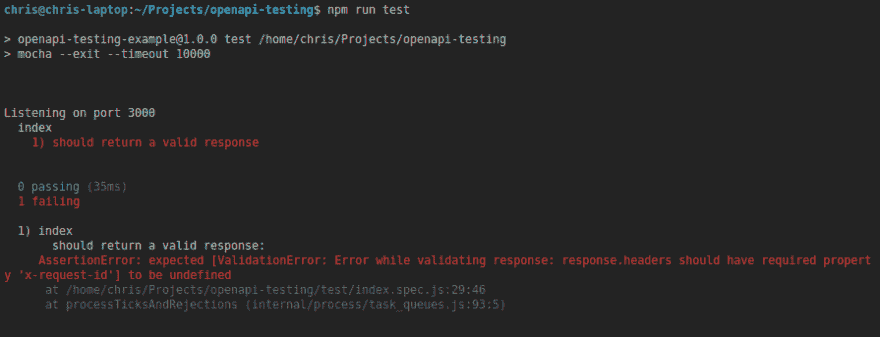 chris@chris-laptop:~/Projects/openapi-testing$ npm run test
> openapi-testing-example@1.0.0 test /home/chris/Projects/openapi-testing
> mocha --exit --timeout 10000
Listening on port 3000
index
1) should return a valid response
0 passing (35ms)
1 failing
1) index
should return a valid response:
AssertionError: expected [ValidationError: Error while validating response: response.headers should have required propert
y 'x-request-id'] to be undefined
at /home/chris/Projects/openapi-testing/test/index.spec.js:29:46
at processTicksAndRejections (internal/process/task_queues.js:93:5)